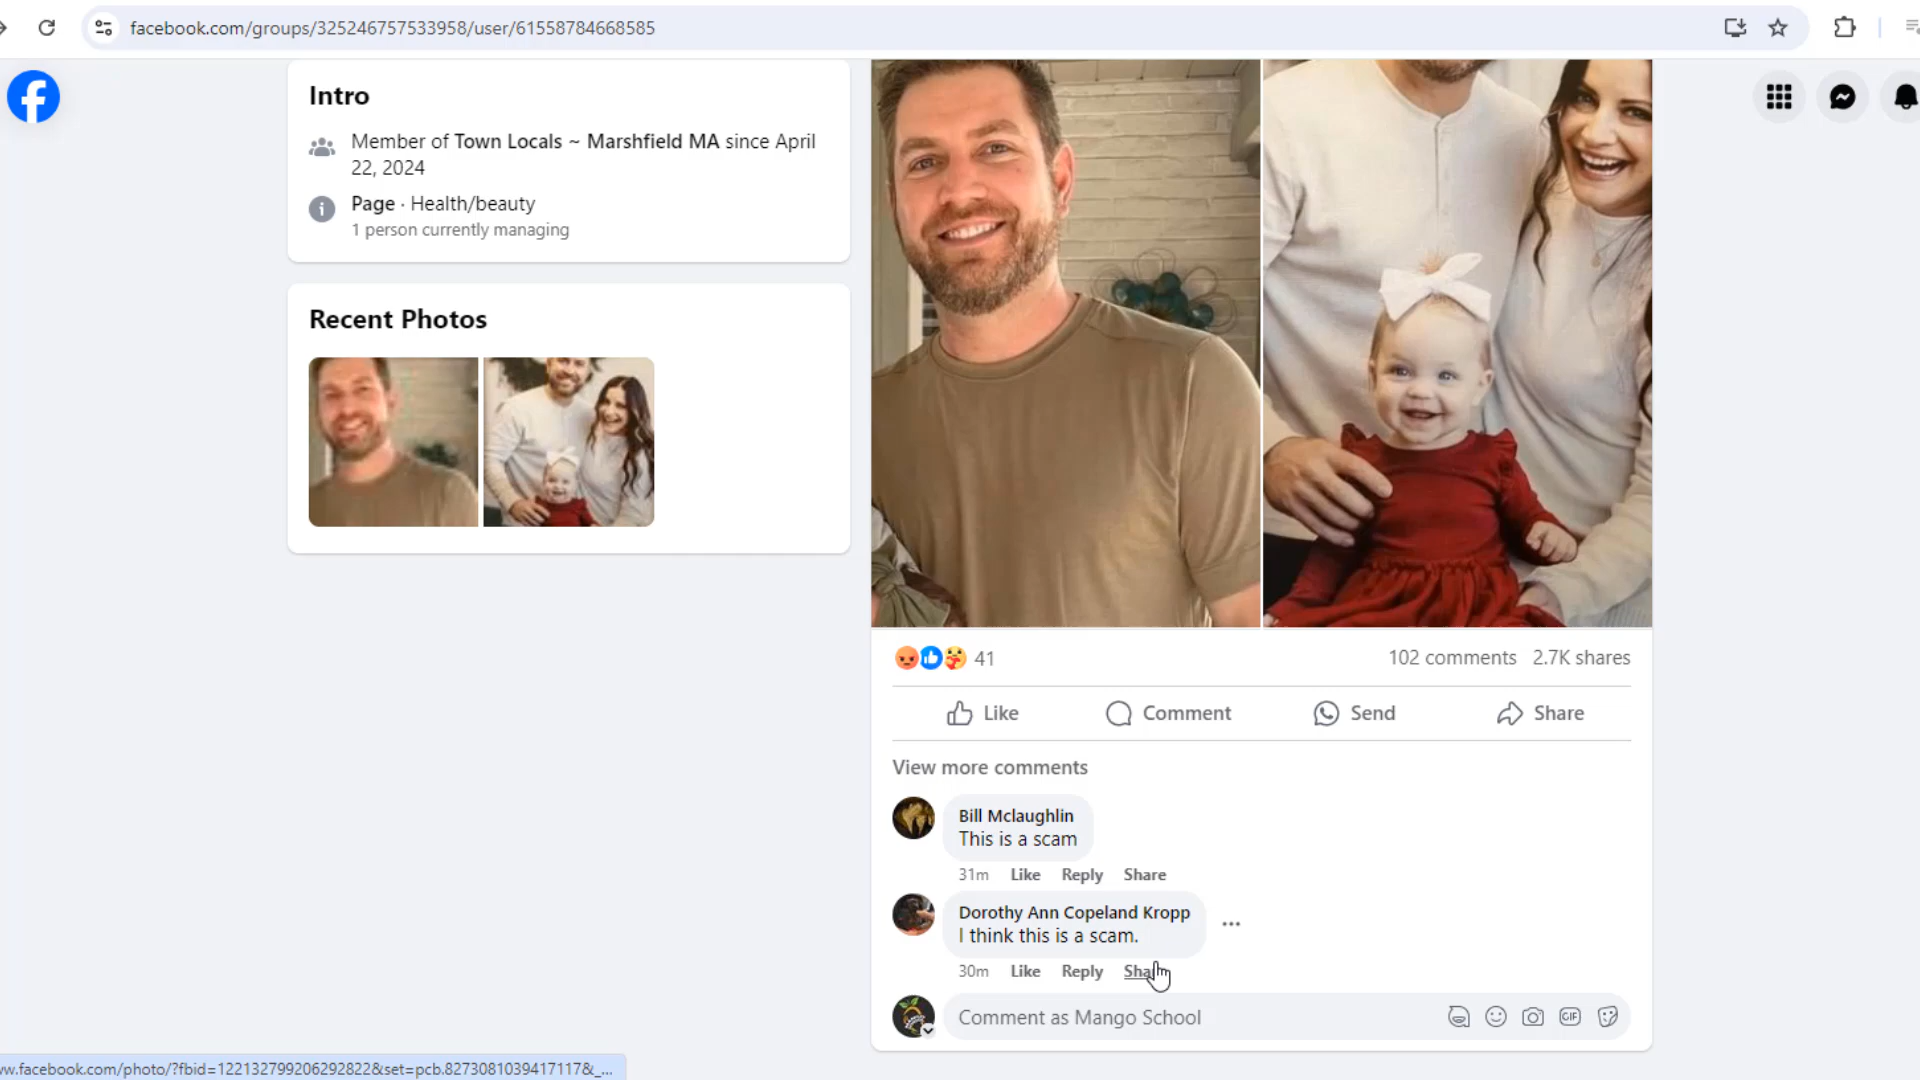 facebook.com/groups/325246757533958/user/61558784668585
Intro
Member of Town Locals ~ Marshfield MA since April
22, 2024
Page · Health/beauty
1 person currently managing
Recent Photos
41
102 comments 2.7K shares
Like
Comment
Send
Share
View more comments
Bill Mclaughlin
This is a scam
31m Like Reply Share
Dorothy Ann Copeland Kropp
I think this is a scam.
30m Like Reply Share
Comment as Mango School
GIF
w.facebook.com/photo/?fbid=122132799206292822&set=pcb.8273081039417117&_...